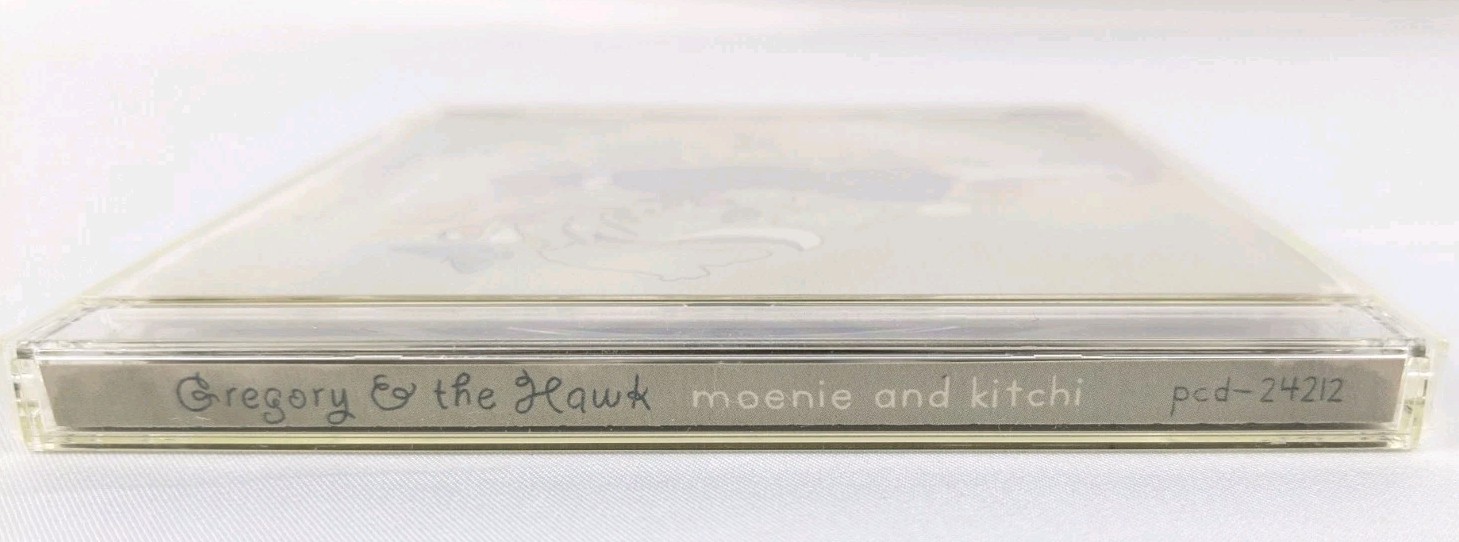 Gregory & the Hawk moenie and kitchi pcd-24212